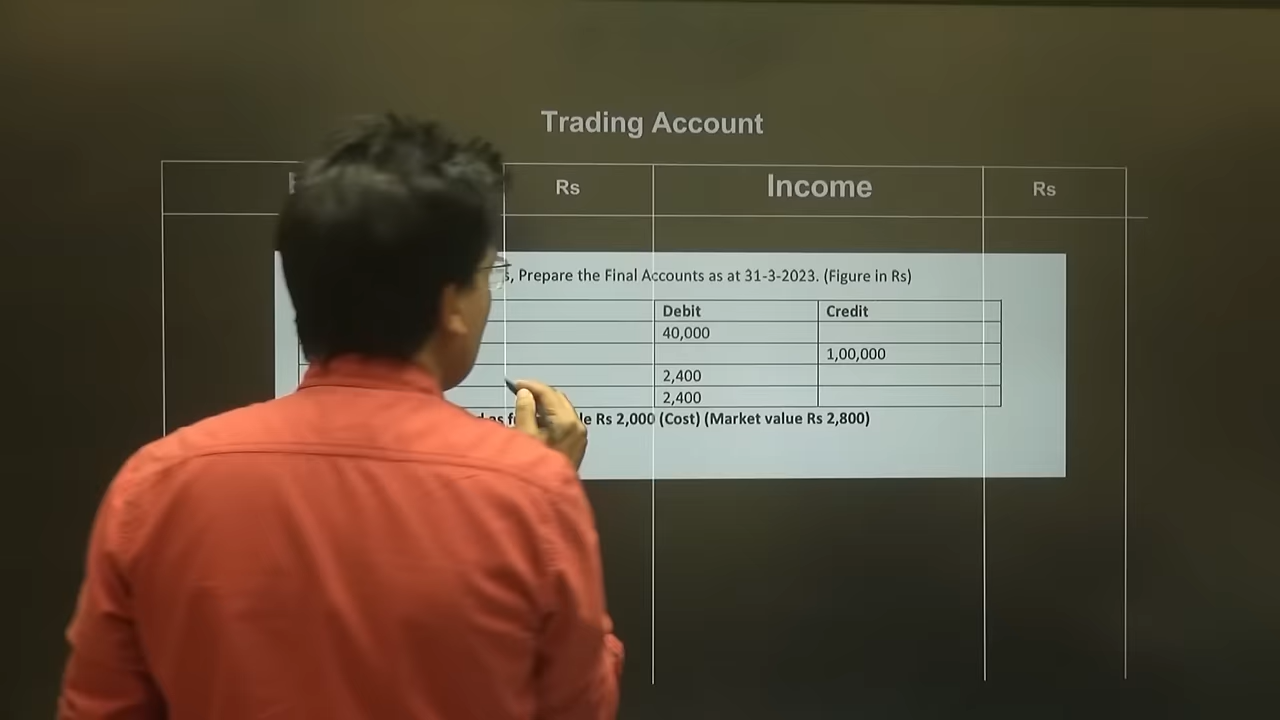 Trading Account
Rs
Income
Rs
Prepare the Final Accounts as at 31-3-2023. (Figure in Rs)
Debit
Credit
40,000
1,00,000
2,400
2,400
Rs 2,000 (Cost) (Market value Rs 2,800)